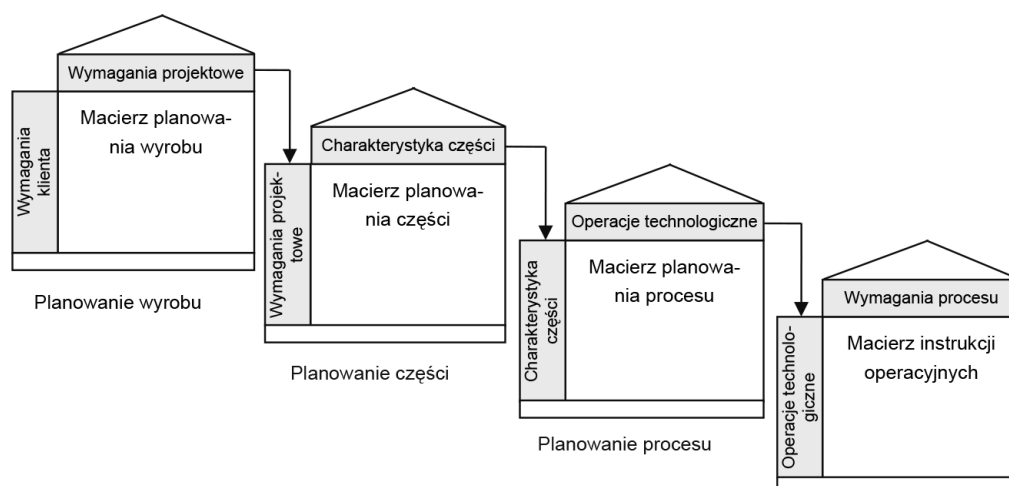 Wymagania projektowe
Wymagania
klienta
Macierz planowa-
nia wyrobu
Planowanie wyrobu
Charakterystyka części
Wymagania projek-
towe
Macierz planowa-
nia części
Planowanie części
Operacje technologiczne
Charakterystyka
części
Macierz planowa-
nia procesu
Planowanie procesu
Wymagania procesu
Operacje technolo-
giczne
Macierz instrukcji
operacyjnych